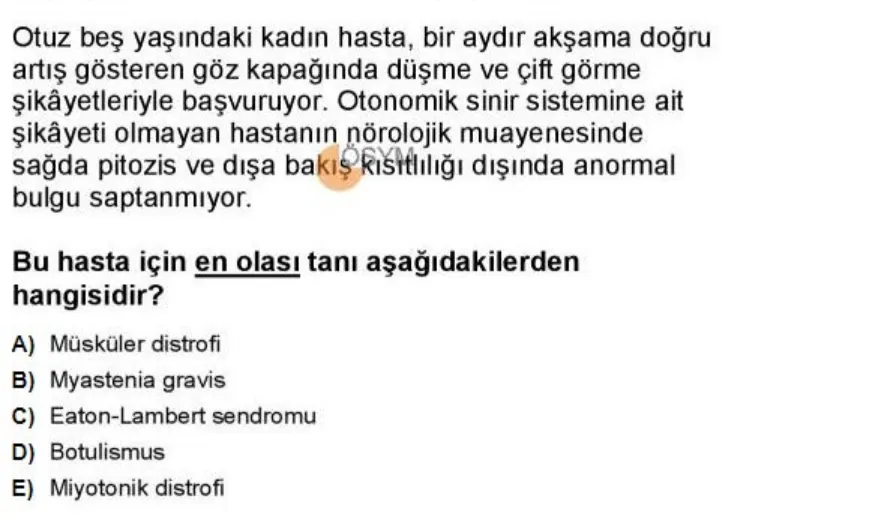 Otuz beş yaşındaki kadın hasta, bir aydır akşama doğru
artış gösteren göz kapağında düşme ve çift görme
şikâyetleriyle başvuruyor. Otonomik sinir sistemine ait
şikâyeti olmayan hastanın nörolojik muayenesinde
sağda pitozis ve dışa bakış kısıtlılığı dışında anormal
bulgu saptanmıyor.
ÖSYM
Bu hasta için en olası tanı aşağıdakilerden
hangisidir?
A) Müsküler distrofi
B) Myastenia gravis
C) Eaton-Lambert sendromu
D) Botulismus
E) Miyotonik distrofi